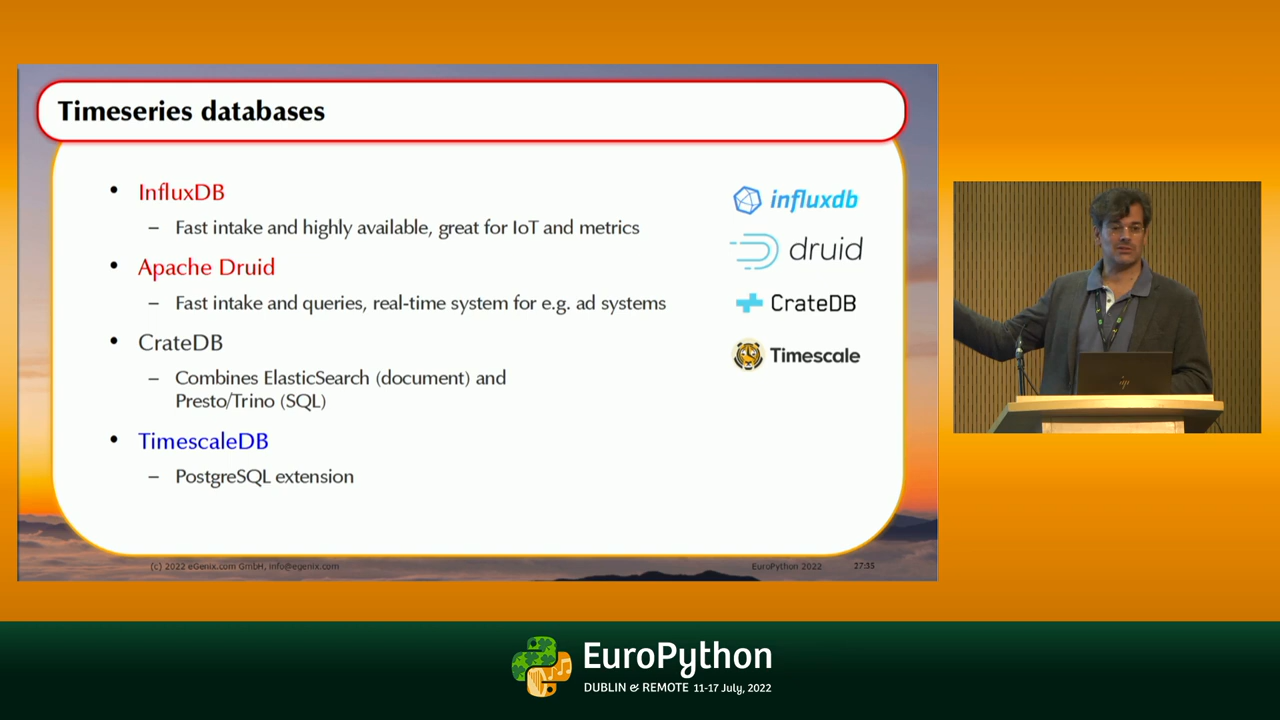 Timeseries databases
• InfluxDB
– Fast intake and highly available, great for IoT and metrics
• Apache Druid
– Fast intake and queries, real-time system for e.g. ad systems
• CrateDB
– Combines ElasticSearch (document) and
Presto/Trino (SQL)
• TimescaleDB
– PostgreSQL extension
influxdb
druid
CrateDB
Timescale
(c) 2022 eGenix.com GmbH, info@egenix.com
EuroPython 2022
27:35
hp
EuroPython
DUBLIN & REMOTE 11-17 July, 2022